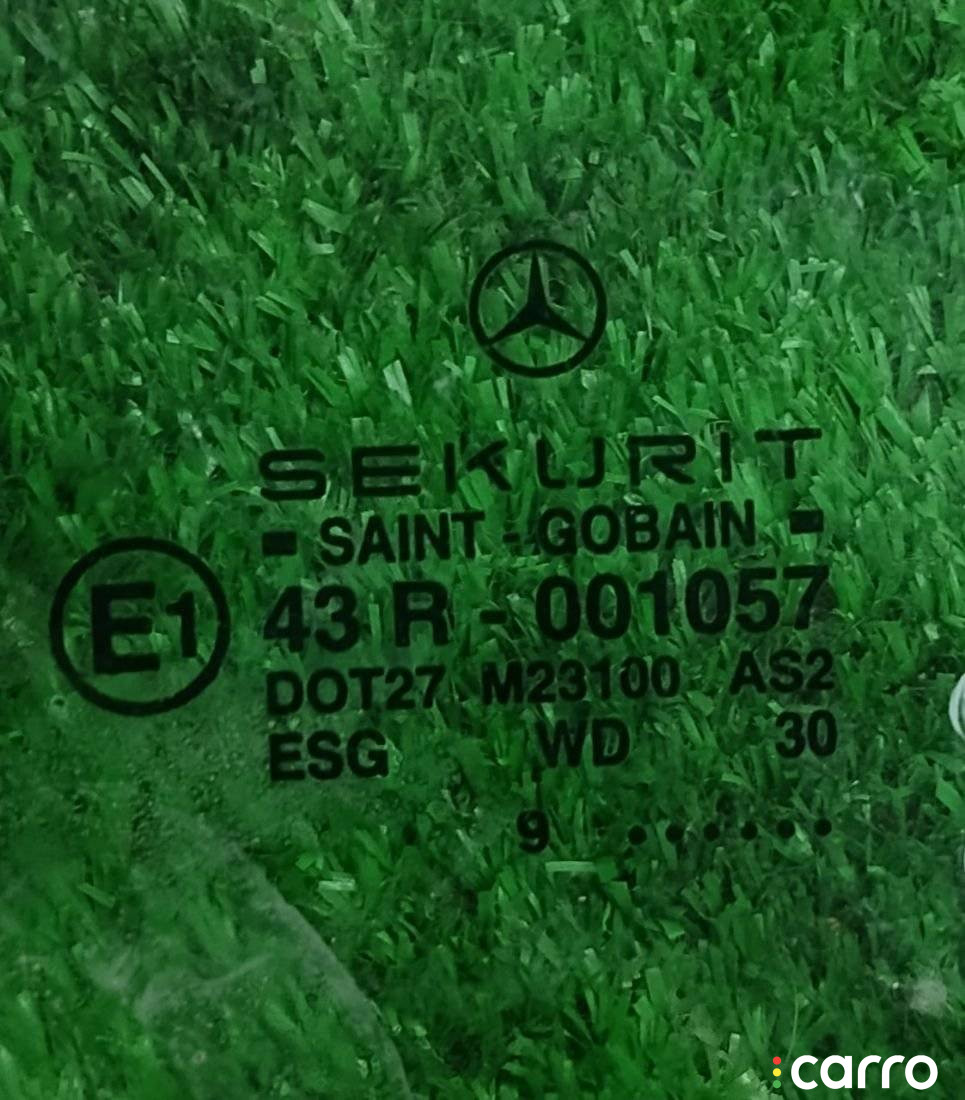 SEKURIT
- SAINT - GOBAIN -
E1
43 R - 001057
DOT27 M23100 AS2
ESG WD 30
9 ......
carro